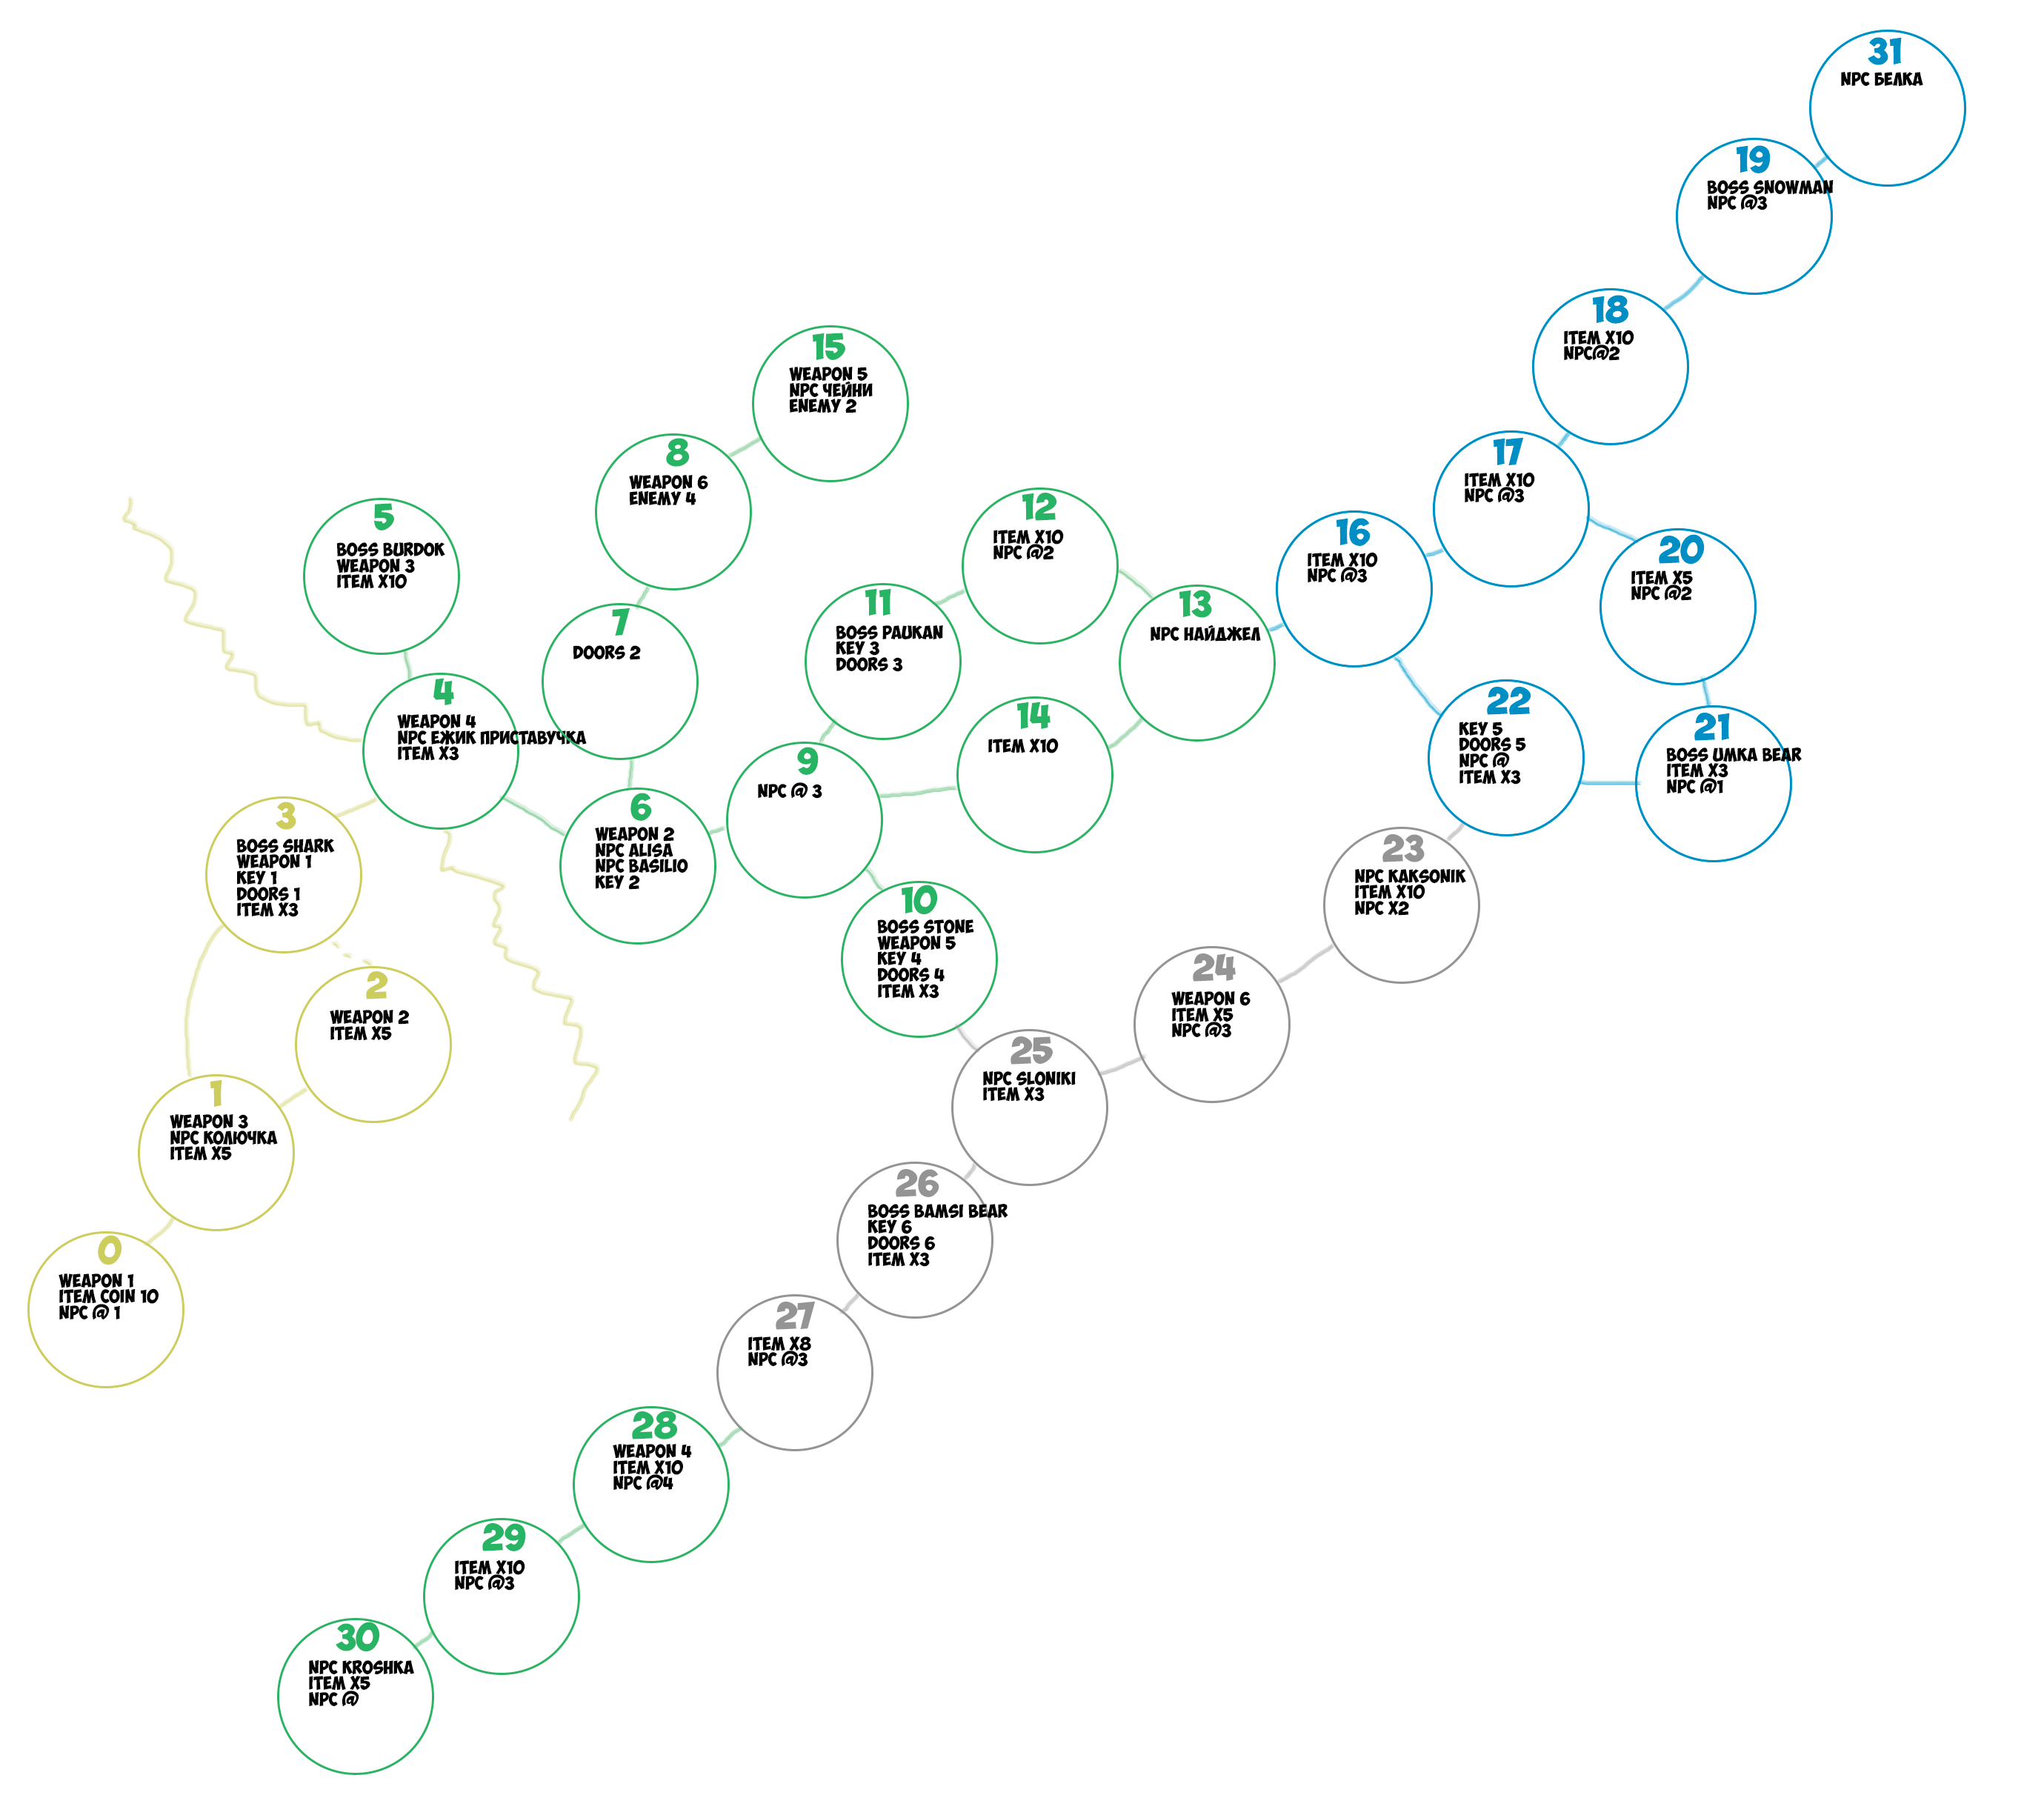 31
NPC БЕЛКА
19
BOSS SNOWMAN
NPC @3
18
ITEM X10
NPC@2
15
WEAPON 5
NPC ЧЕЙНИ
ENEMY 2
17
ITEM X10
NPC @3
8
WEAPON 6
ENEMY 4
12
ITEM X10
NPC @2
5
BOSS BURDOK
WEAPON 3
ITEM X10
16
ITEM X10
NPC @3
20
ITEM X5
NPC @2
11
BOSS PAUKAN
KEY 3
DOORS 3
13
NPC НАЙДЖЕЛ
7
DOORS 2
4
WEAPON 4
NPC ЕЖИК ПРИСТАВУЧКА
ITEM X3
22
KEY 5
DOORS 5
NPC @
ITEM X3
14
ITEM X10
21
BOSS UMKA BEAR
ITEM X3
NPC @1
9
NPC @ 3
6
WEAPON 2
NPC ALISA
NPC BASILIO
KEY 2
3
BOSS SHARK
WEAPON 1
KEY 1
DOORS 1
ITEM X3
23
NPC KAKSONIK
ITEM X10
NPC X2
10
BOSS STONE
WEAPON 5
KEY 4
DOORS 4
ITEM X3
24
WEAPON 6
ITEM X5
NPC @3
2
WEAPON 2
ITEM X5
25
NPC SLONIKI
ITEM X3
1
WEAPON 3
NPC КОЛЮЧКА
ITEM X5
26
BOSS BAMSI BEAR
KEY 6
DOORS 6
ITEM X3
0
WEAPON 1
ITEM COIN 10
NPC @ 1
27
ITEM X8
NPC @3
28
WEAPON 4
ITEM X10
NPC @4
29
ITEM X10
NPC @3
30
NPC KROSHKA
ITEM X5
NPC @